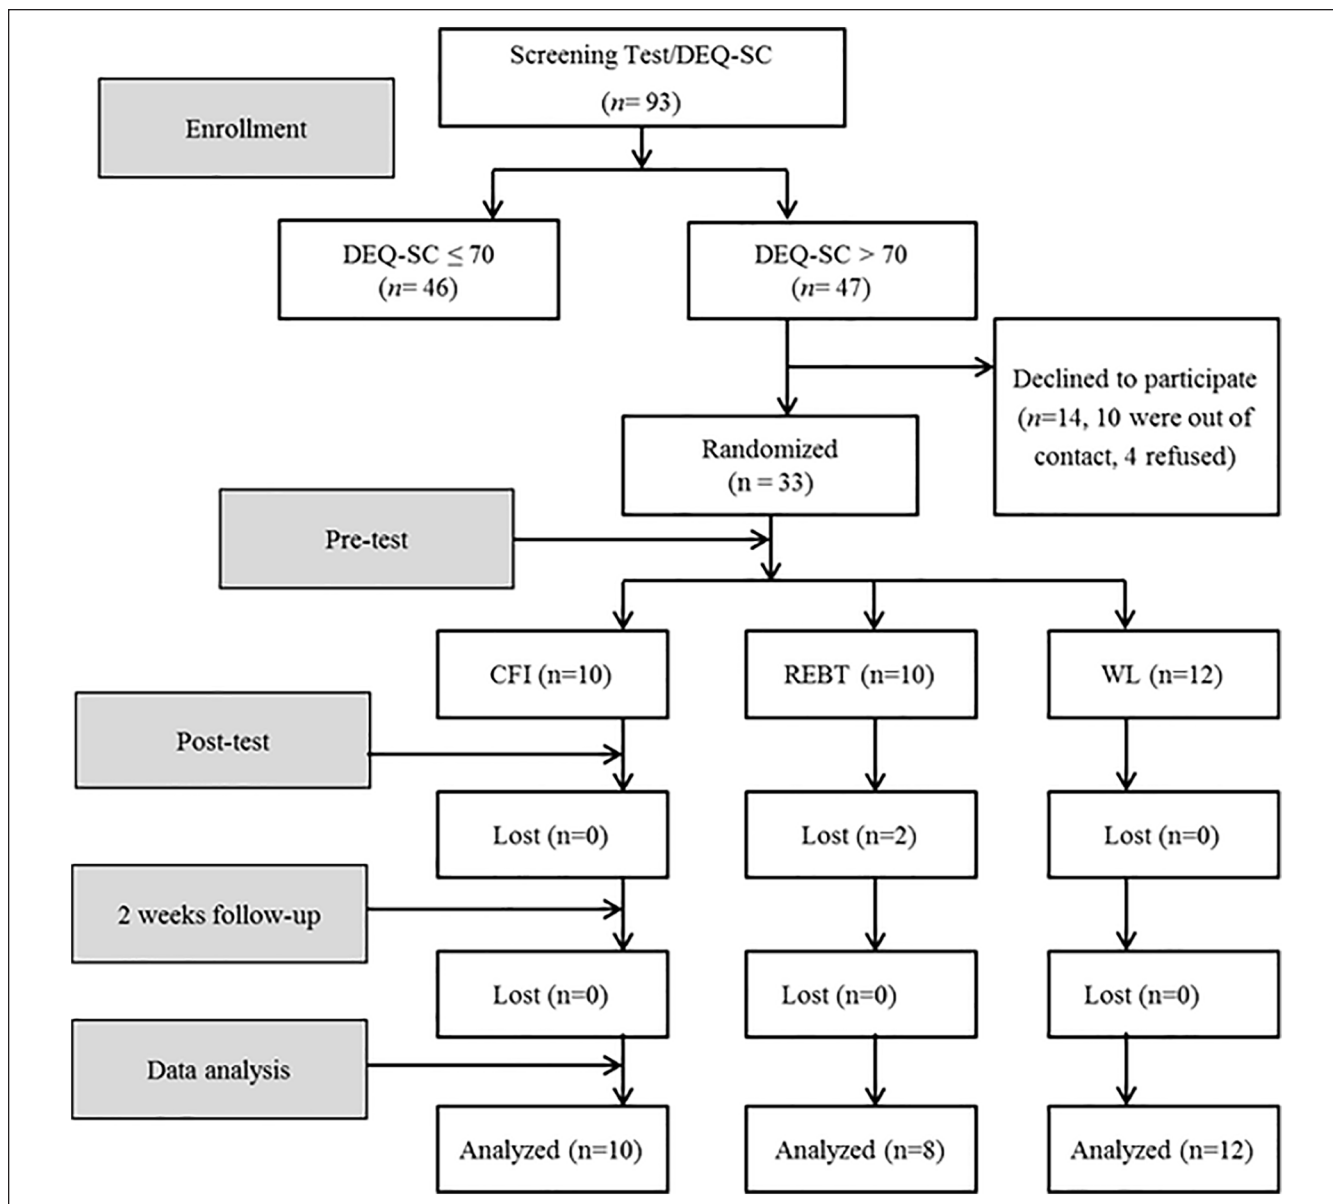 Screening Test/DEQ-SC
(n= 93)
Enrollment
DEQ-SC ≤ 70
(n= 46)
DEQ-SC > 70
(n= 47)
Declined to participate
(n=14, 10 were out of
contact, 4 refused)
Randomized
(n = 33)
Pre-test
CFI (n=10)
REBT (n=10)
WL (n=12)
Post-test
Lost (n=0)
Lost (n=2)
Lost (n=0)
2 weeks follow-up
Lost (n=0)
Lost (n=0)
Lost (n=0)
Data analysis
Analyzed (n=10)
Analyzed (n=8)
Analyzed (n=12)